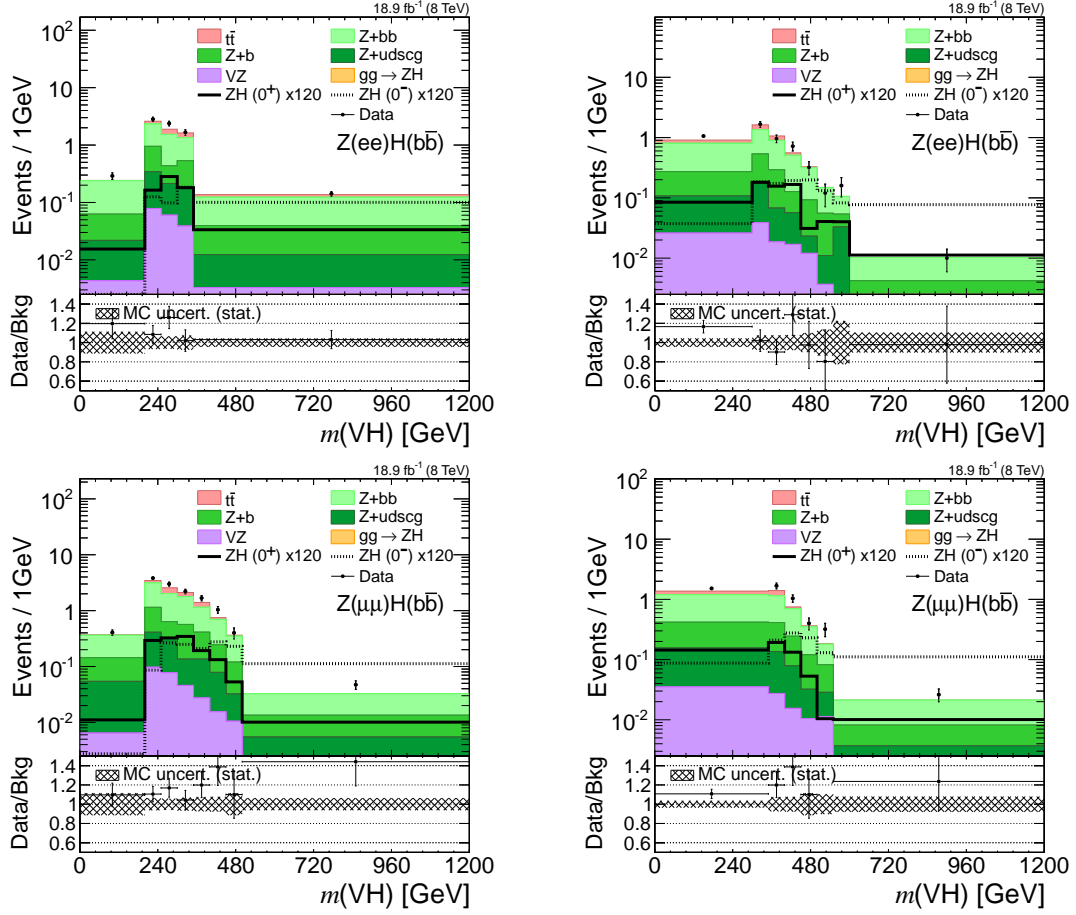 18.9 fb⁻¹ (8 TeV)
Events / 1GeV
10²
10
1
10⁻¹
10⁻²
tt̄
Z+bb
Z+b
Z+udscg
VZ
gg → ZH
ZH (0⁺) x120
ZH (0⁻) x120
Data
Z(ee)H(bb̄)
Data/Bkg
1.4
1.2
1
0.8
0.6
MC uncert. (stat.)
0 240 480 720 960 1200
m(VH) [GeV]
18.9 fb⁻¹ (8 TeV)
Events / 1GeV
10
1
10⁻¹
10⁻²
tt̄
Z+bb
Z+b
Z+udscg
VZ
gg → ZH
ZH (0⁺) x120
ZH (0⁻) x120
Data
Z(ee)H(bb̄)
Data/Bkg
1.4
1.2
1
0.8
0.6
MC uncert. (stat.)
0 240 480 720 960 1200
m(VH) [GeV]
18.9 fb⁻¹ (8 TeV)
Events / 1GeV
10²
10
1
10⁻¹
10⁻²
tt̄
Z+bb
Z+b
Z+udscg
VZ
gg → ZH
ZH (0⁺) x120
ZH (0⁻) x120
Data
Z(μμ)H(bb̄)
Data/Bkg
1.4
1.2
1
0.8
0.6
MC uncert. (stat.)
0 240 480 720 960 1200
m(VH) [GeV]
18.9 fb⁻¹ (8 TeV)
Events / 1GeV
10²
10
1
10⁻¹
10⁻²
tt̄
Z+bb
Z+b
Z+udscg
VZ
gg → ZH
ZH (0⁺) x120
ZH (0⁻) x120
Data
Z(μμ)H(bb̄)
Data/Bkg
1.4
1.2
1
0.8
0.6
MC uncert. (stat.)
0 240 480 720 960 1200
m(VH) [GeV]